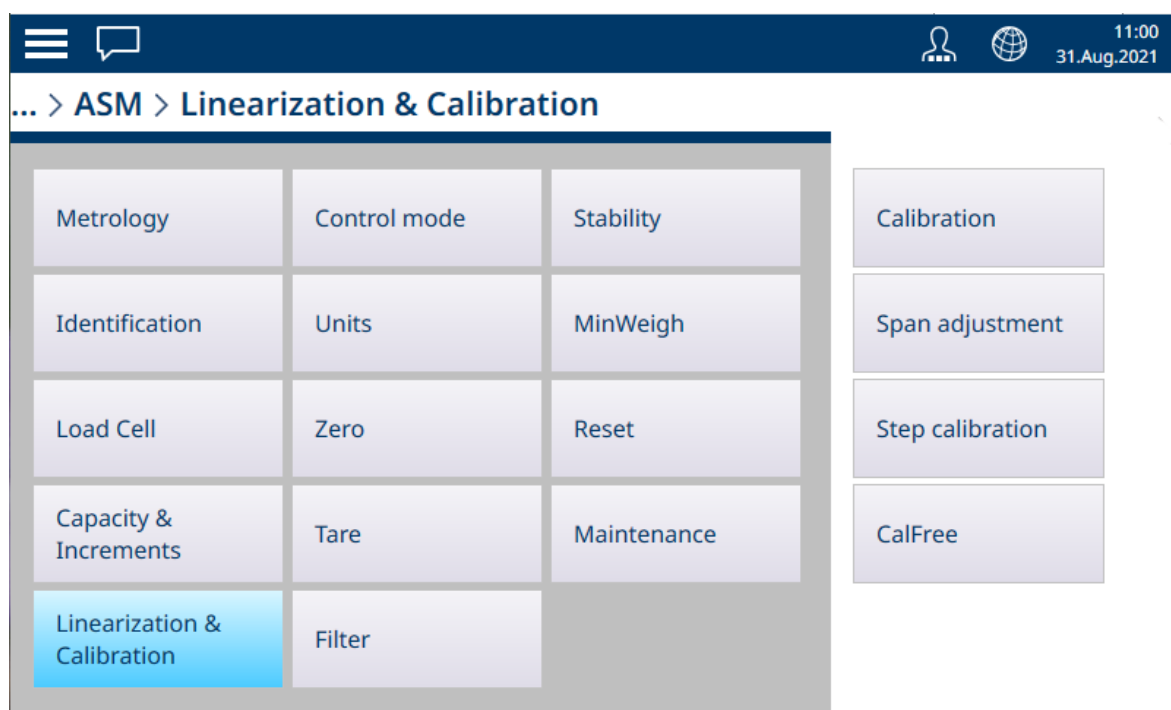 11:00
31.Aug.2021
... > ASM > Linearization & Calibration
Metrology
Control mode
Stability
Calibration
Identification
Units
MinWeigh
Span adjustment
Load Cell
Zero
Reset
Step calibration
Capacity &
Increments
Tare
Maintenance
CalFree
Linearization &
Calibration
Filter